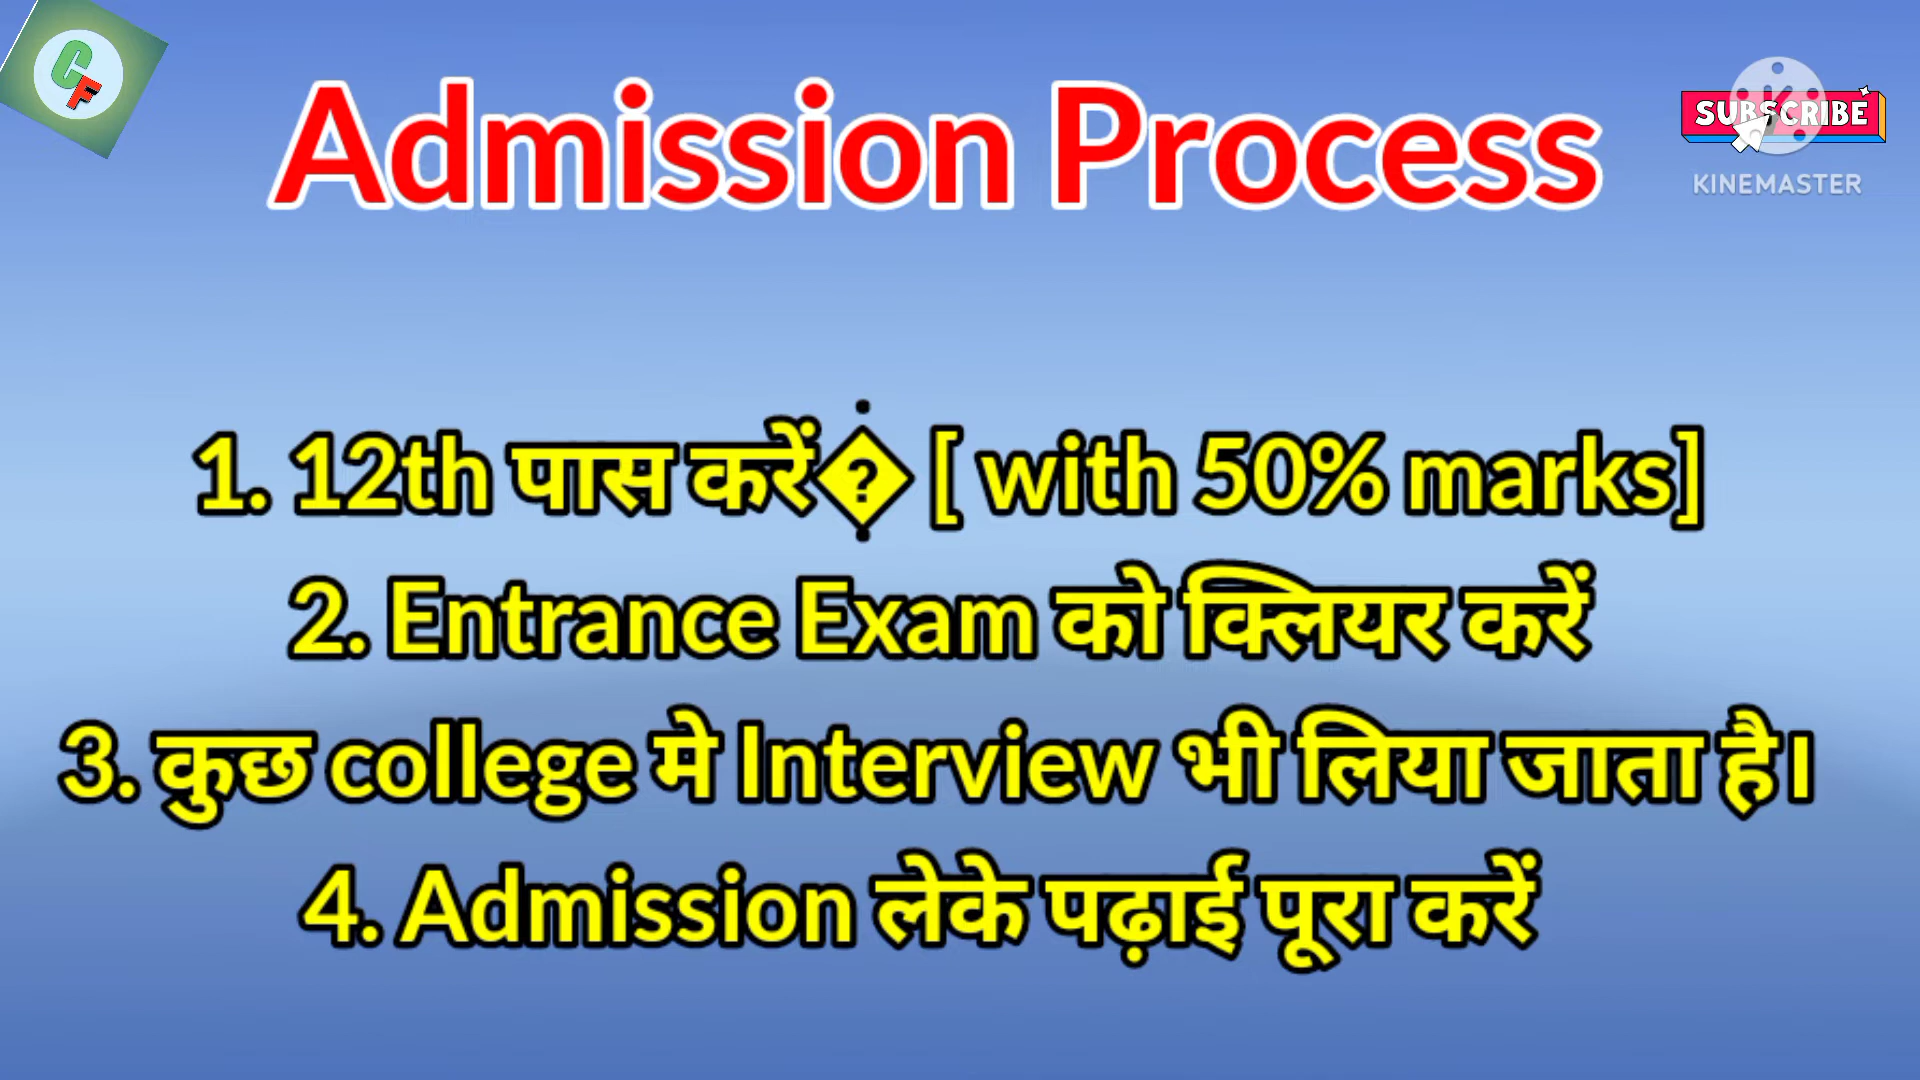 CF
Admission Process
SUBSCRIBE
KINEMASTER
1. 12th पास करें� [ with 50% marks]
2. Entrance Exam को क्लियर करें
3. कुछ college मे Interview भी लिया जाता है।
4. Admission लेके पढ़ाई पूरा करें